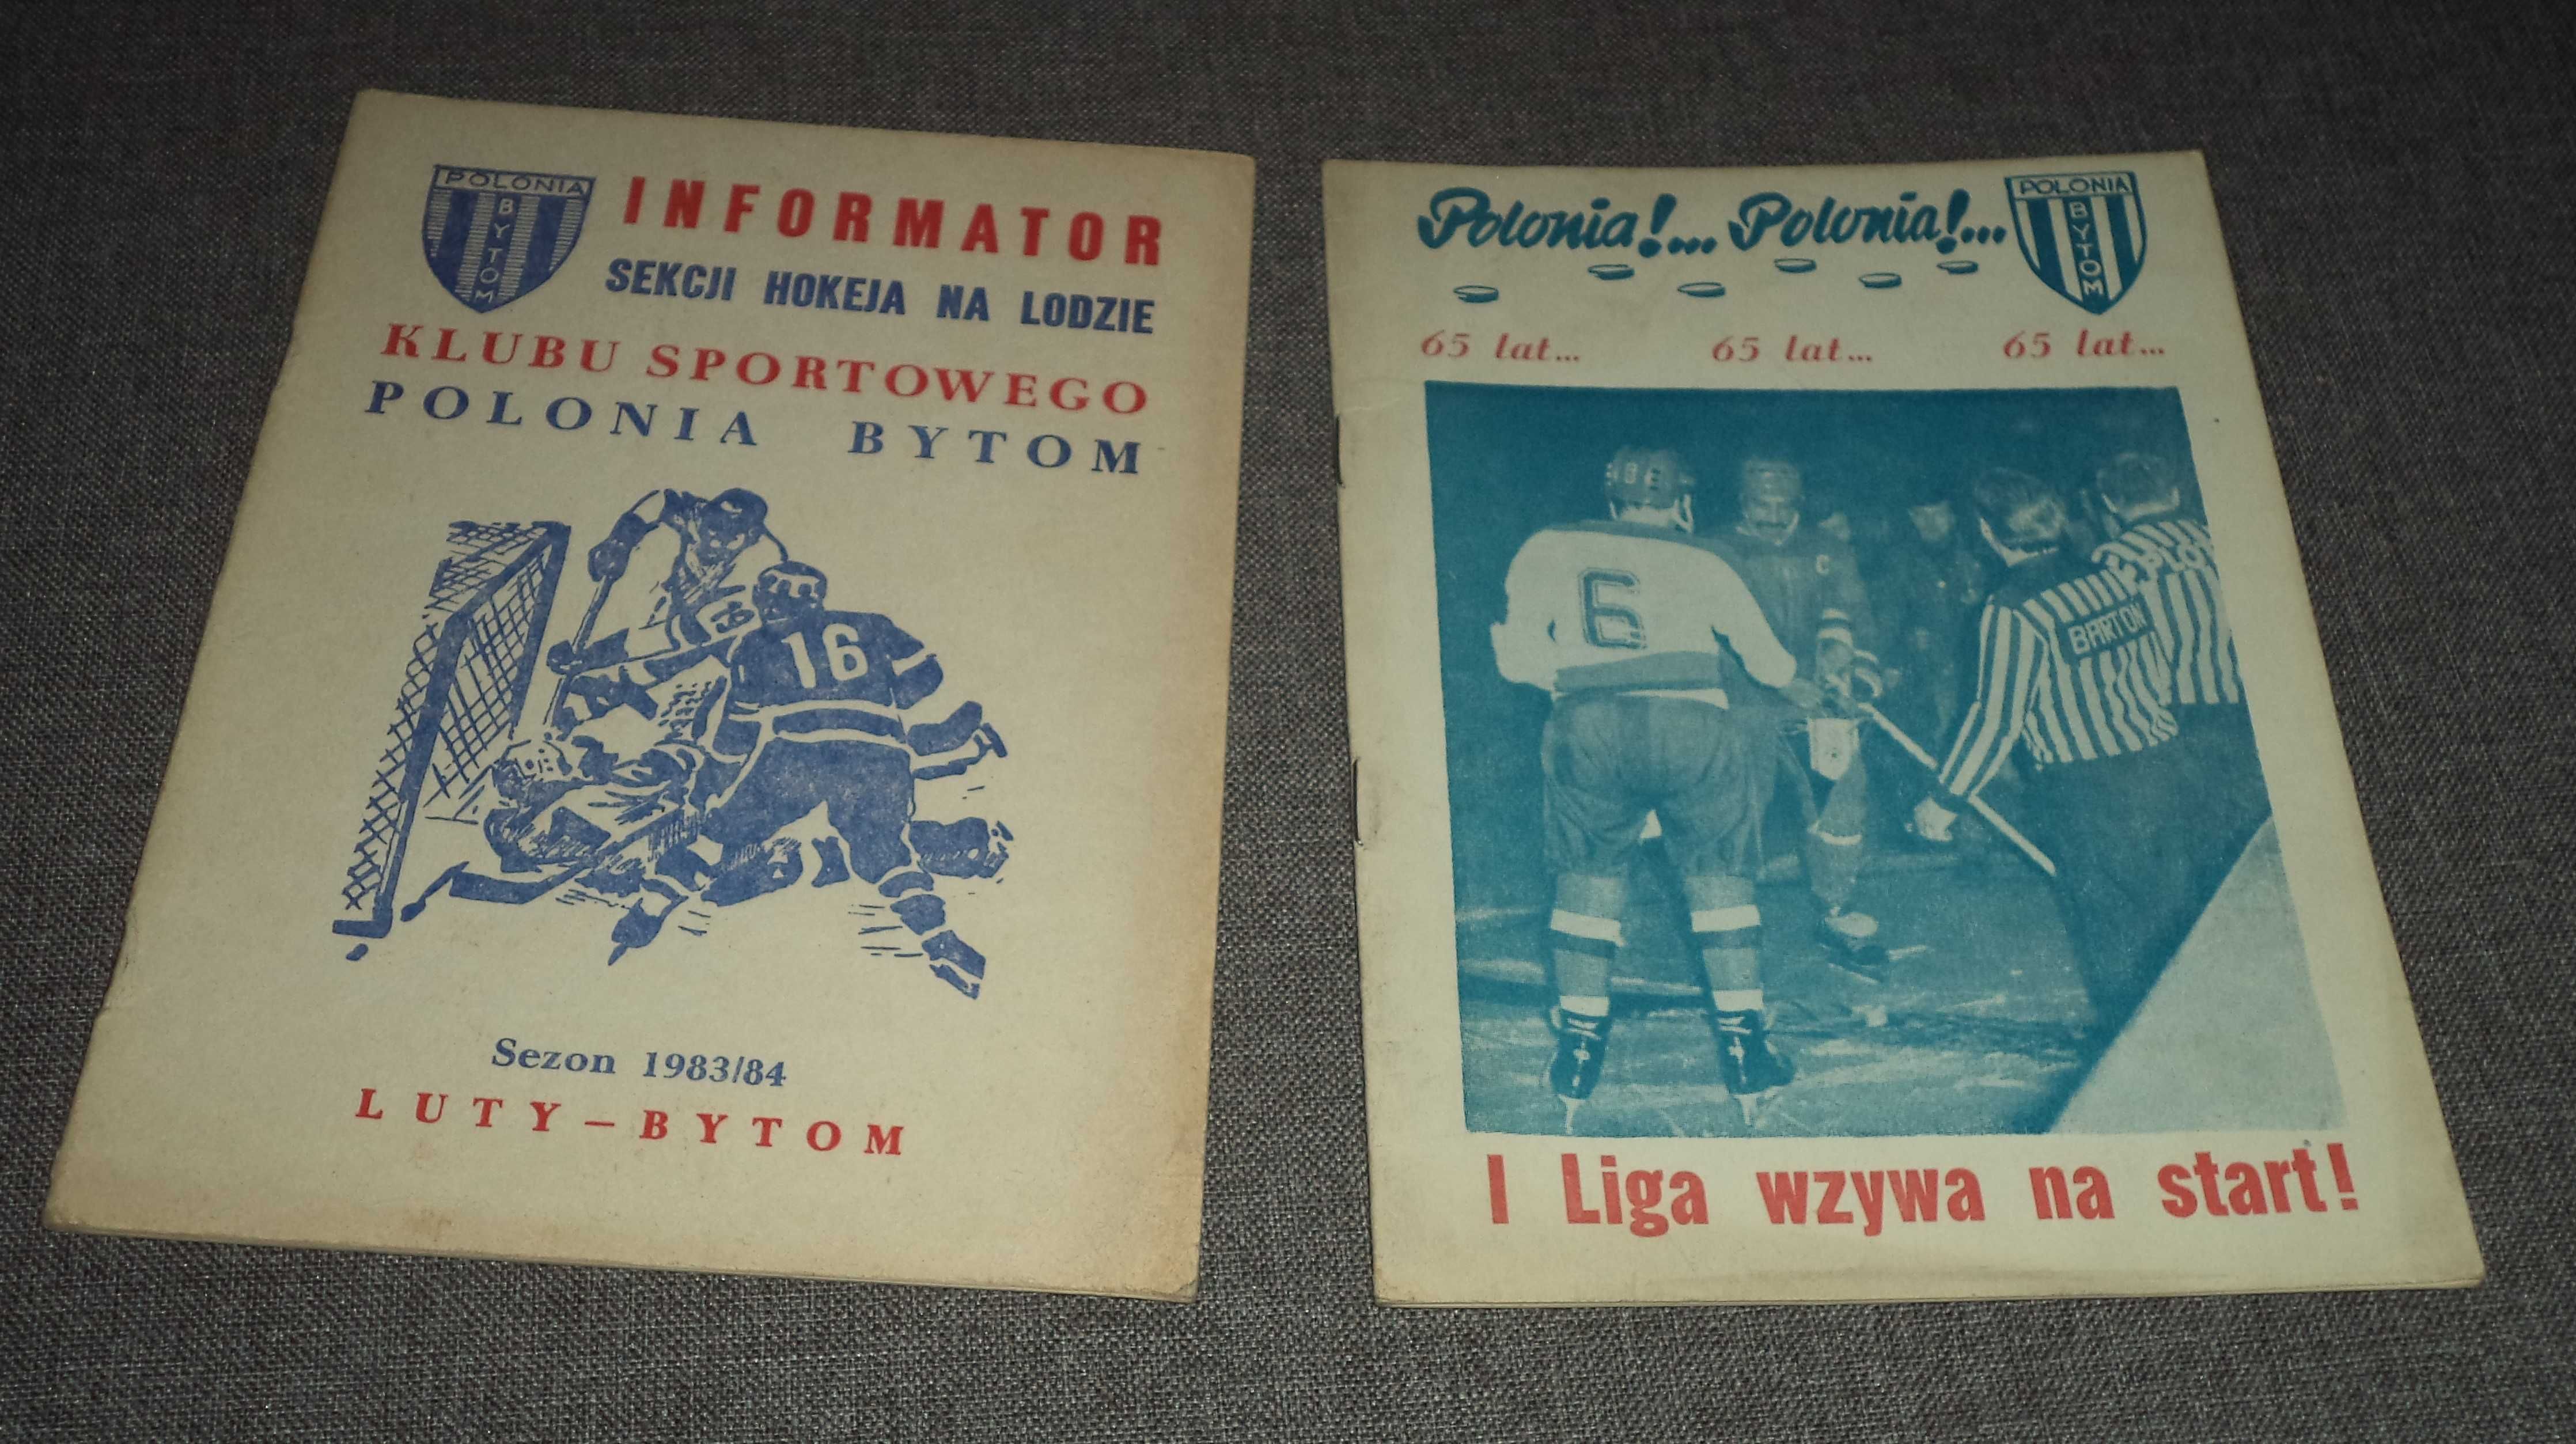 POLONIA
BYTOM
INFORMATOR
SEKCJI HOKEJA NA LODZIE
KLUBU SPORTOWEGO
POLONIA BYTOM
16
Sezon 1983/84
LUTY – BYTOM
Polonia!... Polonia!...
POLONIA
BYTOM
65 lat... 65 lat... 65 lat...
6
C
BARTON
I Liga wzywa na start!